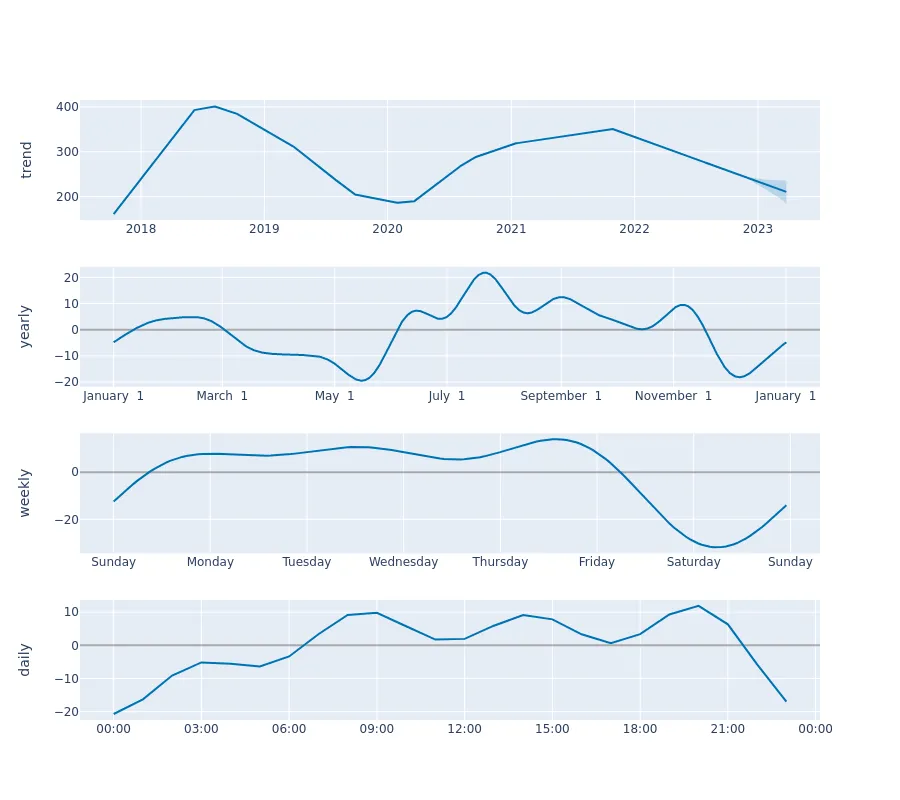 trend
400
300
200
2018 2019 2020 2021 2022 2023
yearly
20
10
0
−10
−20
January 1 March 1 May 1 July 1 September 1 November 1 January 1
weekly
0
−20
Sunday Monday Tuesday Wednesday Thursday Friday Saturday Sunday
daily
10
0
−10
−20
00:00 03:00 06:00 09:00 12:00 15:00 18:00 21:00 00:00